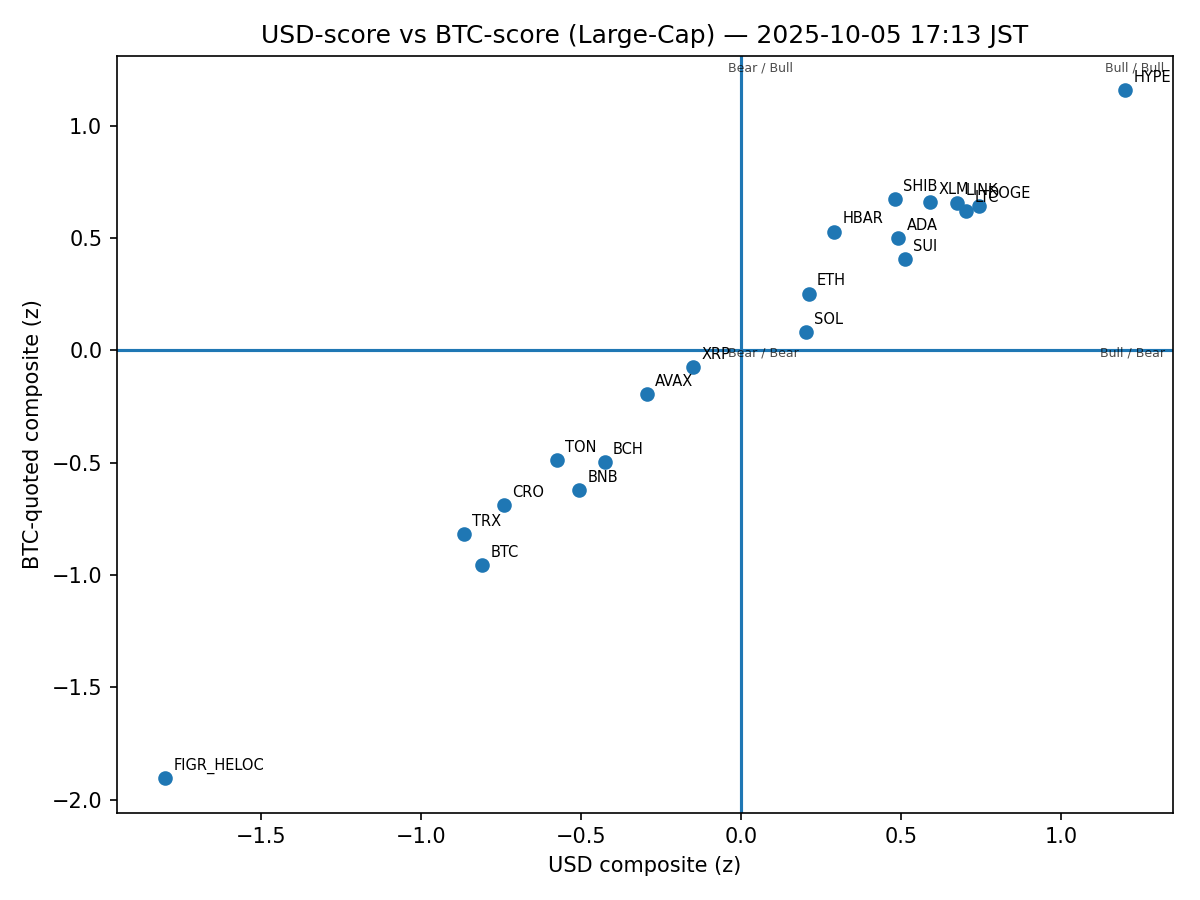 USD-score vs BTC-score (Large-Cap) — 2025-10-05 17:13 JST
Bear / Bull
Bull / Bull
HYPE
1.0
SHIB
XLM
LINK
LTC
DOGE
HBAR
ADA
0.5
SUI
ETH
SOL
0.0
XRP
Bear / Bear
Bull / Bear
AVAX
TON
BCH
−0.5
BNB
CRO
TRX
BTC
−1.0
−1.5
FIGR_HELOC
−2.0
−1.5
−1.0
−0.5
0.0
0.5
1.0
USD composite (z)
BTC-quoted composite (z)